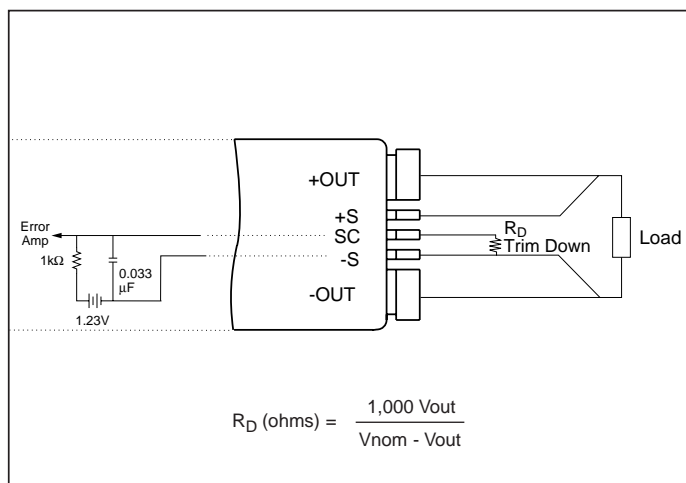 +OUT
+S
SC
-S
-OUT
Error
Amp
1kΩ
0.033
µF
1.23V
R_D
Trim Down
Load
R_D (ohms) = 1,000 Vout
Vnom - Vout